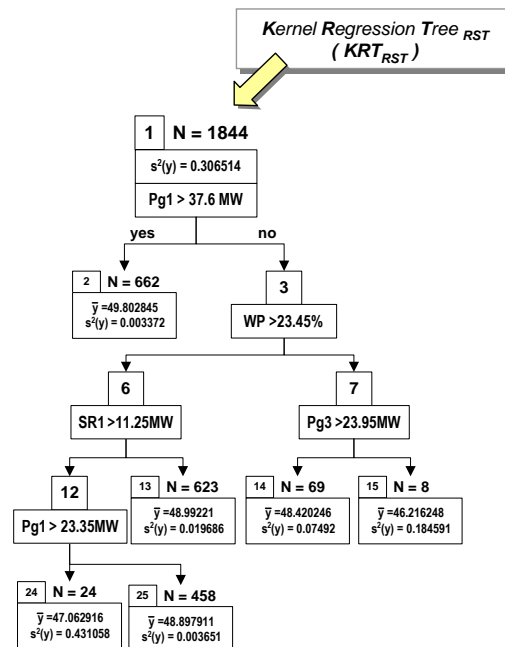 Kernel Regression Tree RST
( KRTRST )
1 N = 1844
s²(y) = 0.306514
Pg1 > 37.6 MW
yes no
2 N = 662
y̅ =49.802845
s²(y) = 0.003372
3
WP >23.45%
6
SR1 >11.25MW
7
Pg3 >23.95MW
12
Pg1 > 23.35MW
13 N = 623
y̅ =48.99221
s²(y) = 0.019686
14 N = 69
y̅ =48.420246
s²(y) = 0.07492
15 N = 8
y̅ =46.216248
s²(y) = 0.184591
24 N = 24
y̅ =47.062916
s²(y) = 0.431058
25 N = 458
y̅ =48.897911
s²(y) = 0.003651